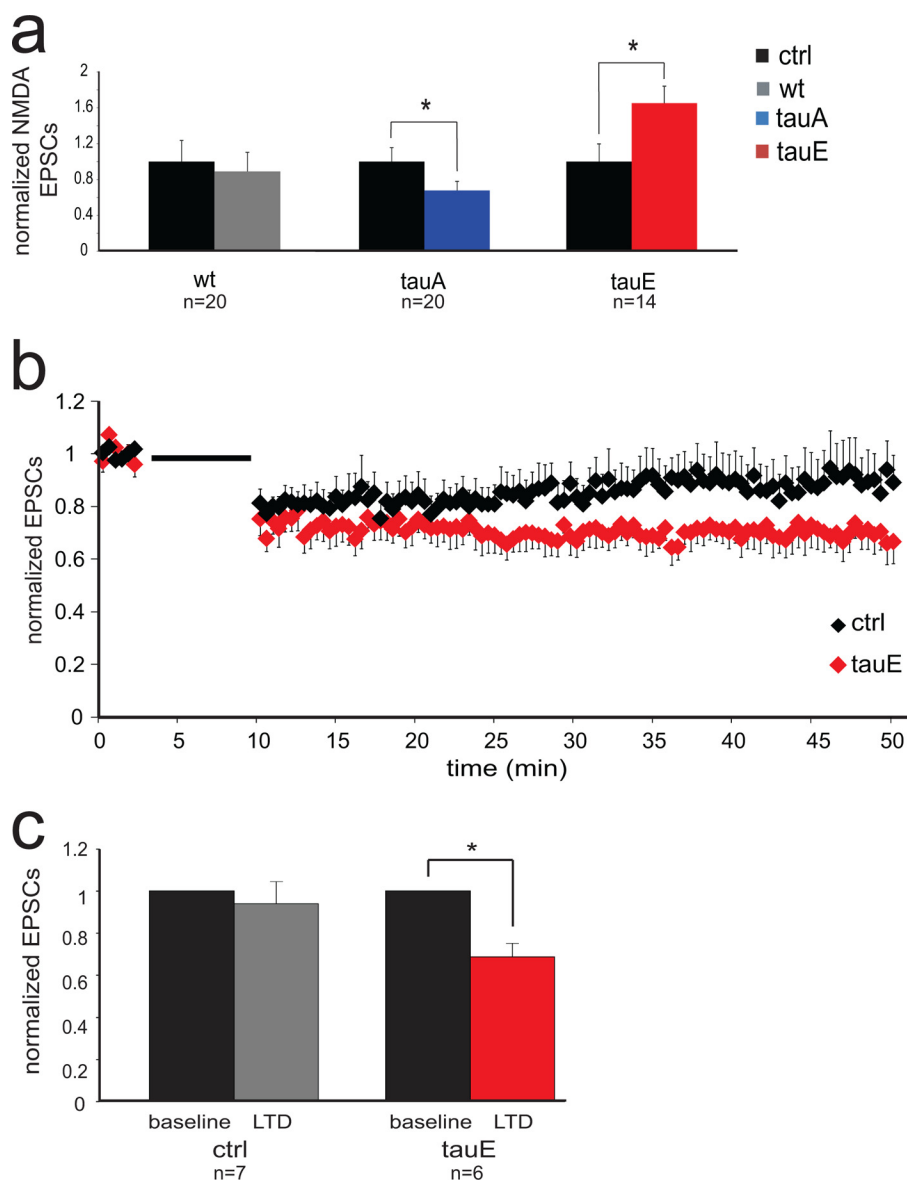 a
normalized NMDA
EPSCs
2
1.6
1.2
0.8
0.4
0
*
*
ctrl
wt
tauA
tauE
wt
n=20
tauA
n=20
tauE
n=14
b
normalized EPSCs
1.2
1
0.8
0.6
0.4
0.2
0
ctrl
tauE
0 5 10 15 20 25 30 35 40 45 50
time (min)
c
normalized EPSCs
1.2
1
0.8
0.6
0.4
0.2
0
*
baseline LTD baseline LTD
ctrl tauE
n=7 n=6